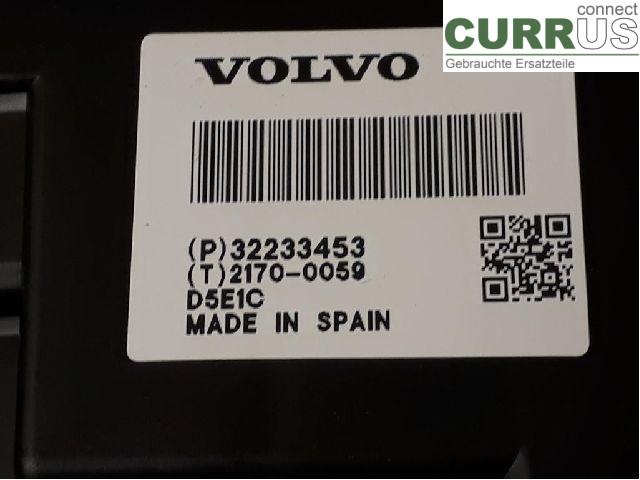 connect
CURRUS
Gebrauchte Ersatzteile
VOLVO
(P)32233453
(T)2170-0059
D5E1C
MADE IN SPAIN